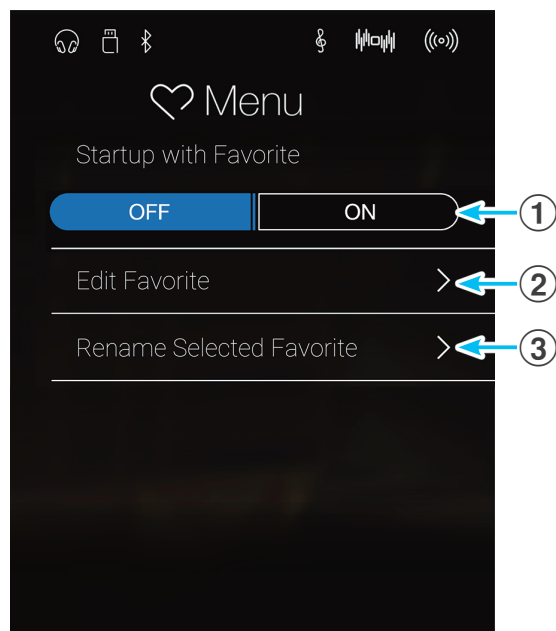 Menu
Startup with Favorite
OFF ON 1
Edit Favorite 2
Rename Selected Favorite 3